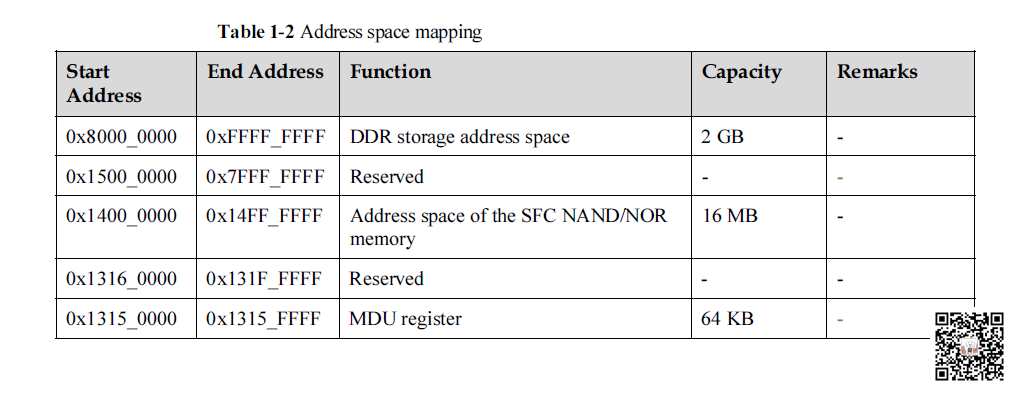 Table 1-2 Address space mapping
Start Address End Address Function Capacity Remarks
0x8000_0000 0xFFFF_FFFF DDR storage address space 2 GB -
0x1500_0000 0x7FFF_FFFF Reserved - -
0x1400_0000 0x14FF_FFFF Address space of the SFC NAND/NOR memory 16 MB -
0x1316_0000 0x131F_FFFF Reserved - -
0x1315_0000 0x1315_FFFF MDU register 64 KB -